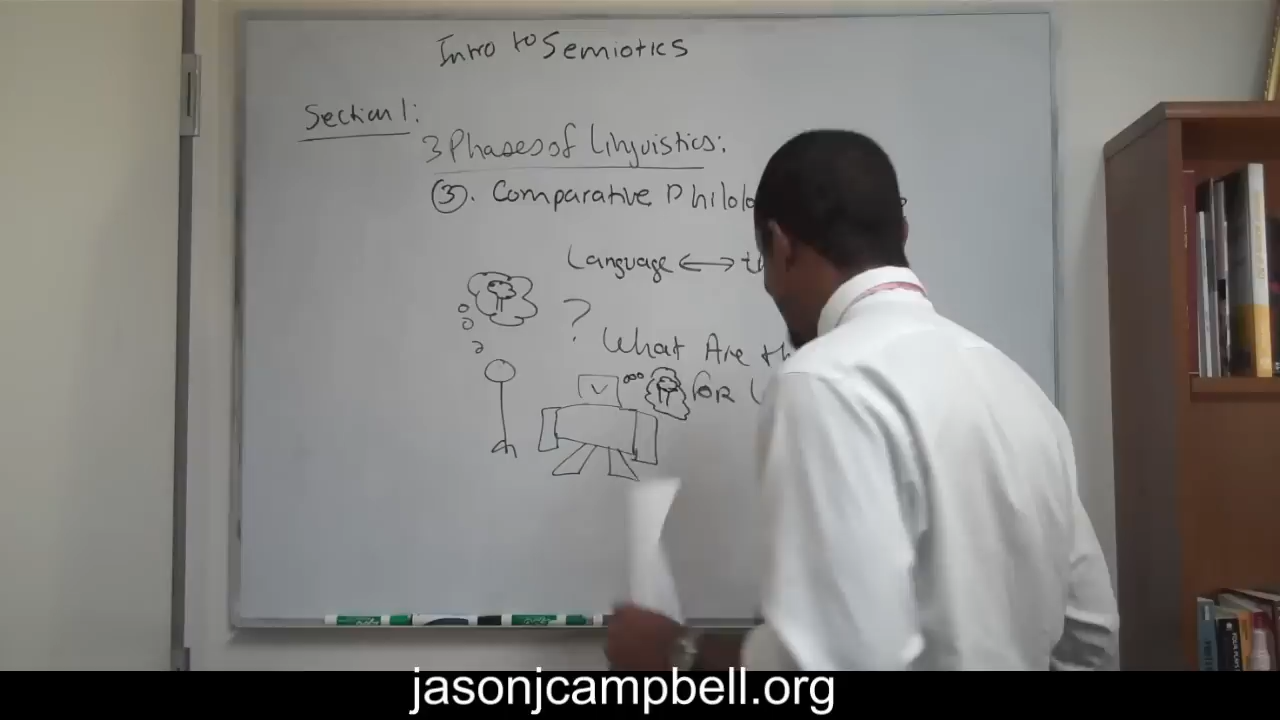 Intro to Semiotics
Section 1:
3 Phases of Linguistics:
③. Comparative Philolo
Language ⟷ t
?
What Are th
for
jasonjcampbell.org